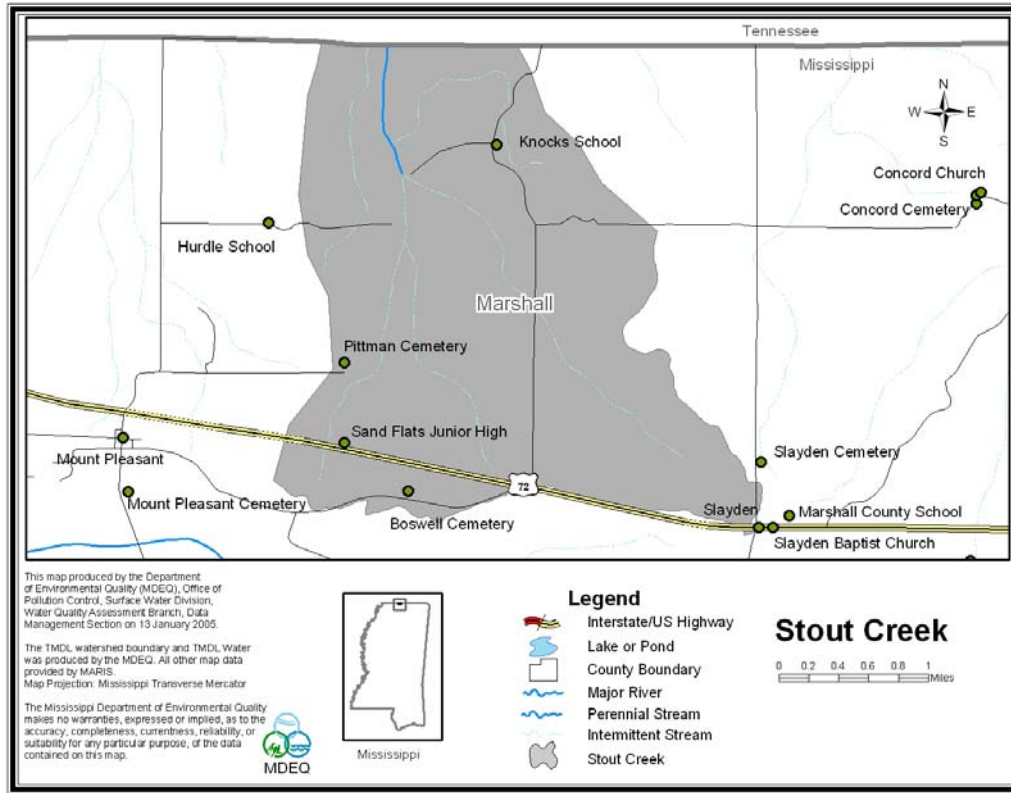 Tennessee
Mississippi
N
W E
S
Knocks School
Concord Church
Concord Cemetery
Hurdle School
Marshall
Pittman Cemetery
Sand Flats Junior High
Mount Pleasant
Slayden Cemetery
72
Mount Pleasant Cemetery
Boswell Cemetery
Slayden
Marshall County School
Slayden Baptist Church
This map produced by the Department
of Environmental Quality (MDEQ), Office of
Pollution Control, Surface Water Division,
Water Quality Assessment Branch, Data
Management Section on 13 January 2005.
The TMDL watershed boundary and TMDL Water
was produced by the MDEQ. All other map data
provided by MARIS.
Map Projection: Mississippi Transverse Mercator
The Mississippi Department of Environmental Quality
makes no warranties, expressed or implied, as to the
accuracy, completeness, currentness, reliability, or
suitability for any particular purpose, of the data
contained on this map.
MDEQ
Mississippi
Legend
Interstate/US Highway
Lake or Pond
County Boundary
Major River
Perennial Stream
Intermittent Stream
Stout Creek
Stout Creek
0 0.2 0.4 0.6 0.8 1
Miles